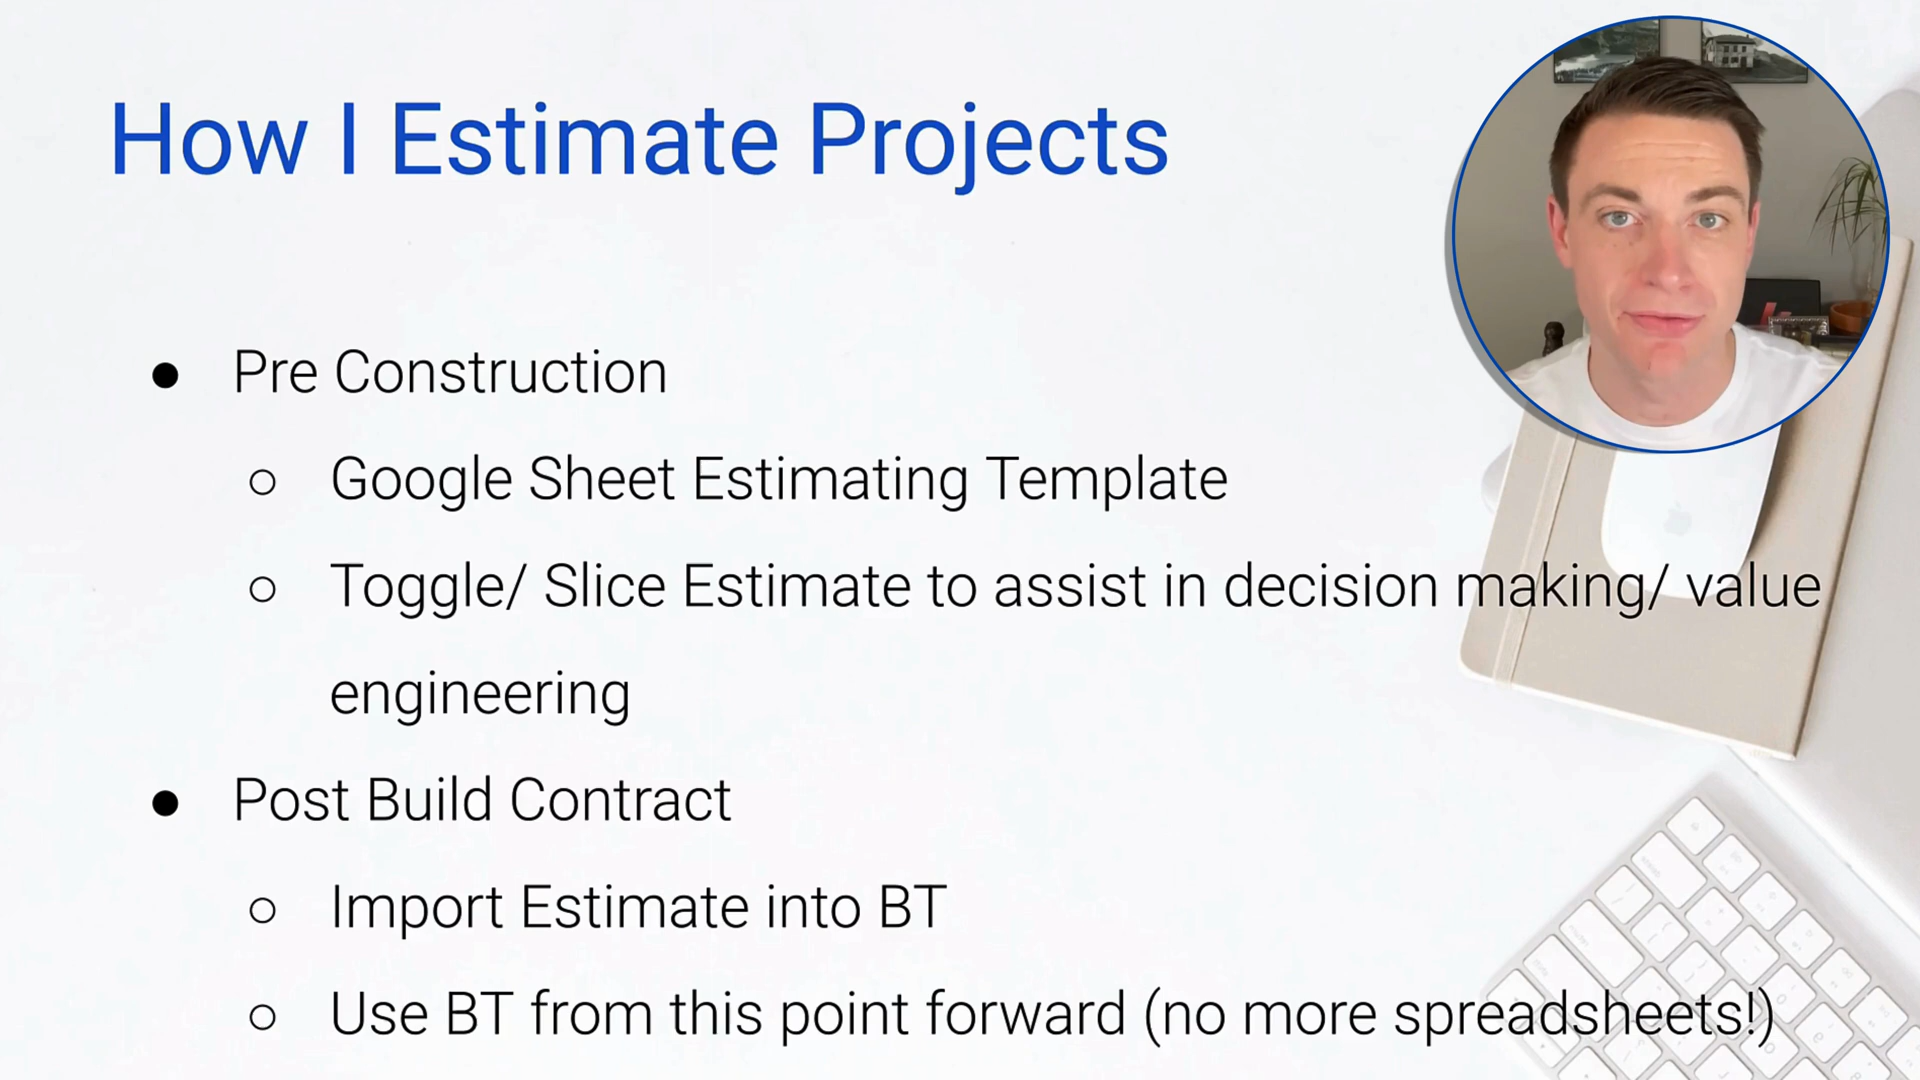 How I Estimate Projects
● Pre Construction
○ Google Sheet Estimating Template
○ Toggle/ Slice Estimate to assist in decision making/ value
engineering
● Post Build Contract
○ Import Estimate into BT
○ Use BT from this point forward (no more spreadsheets!)